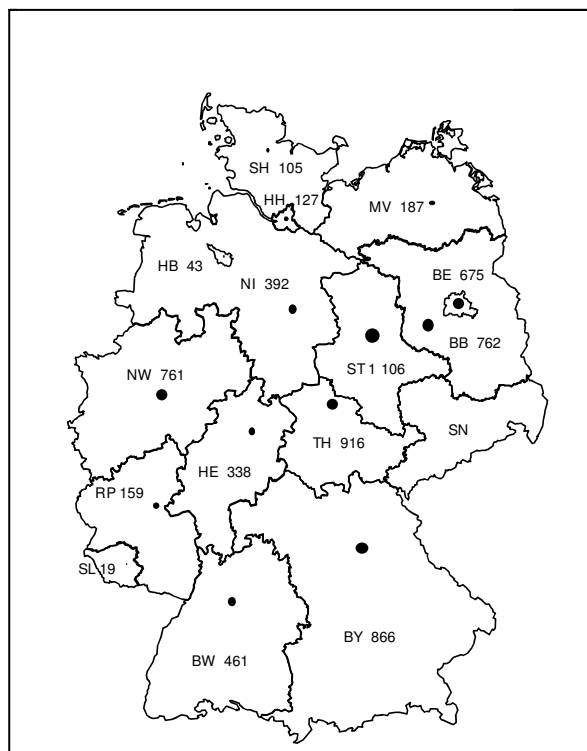 SH 105
HH 127
MV 187
HB 43
NI 392
BE 675
BB 762
ST 1 106
NW 761
TH 916
SN
HE 338
RP 159
SL 19
BW 461
BY 866